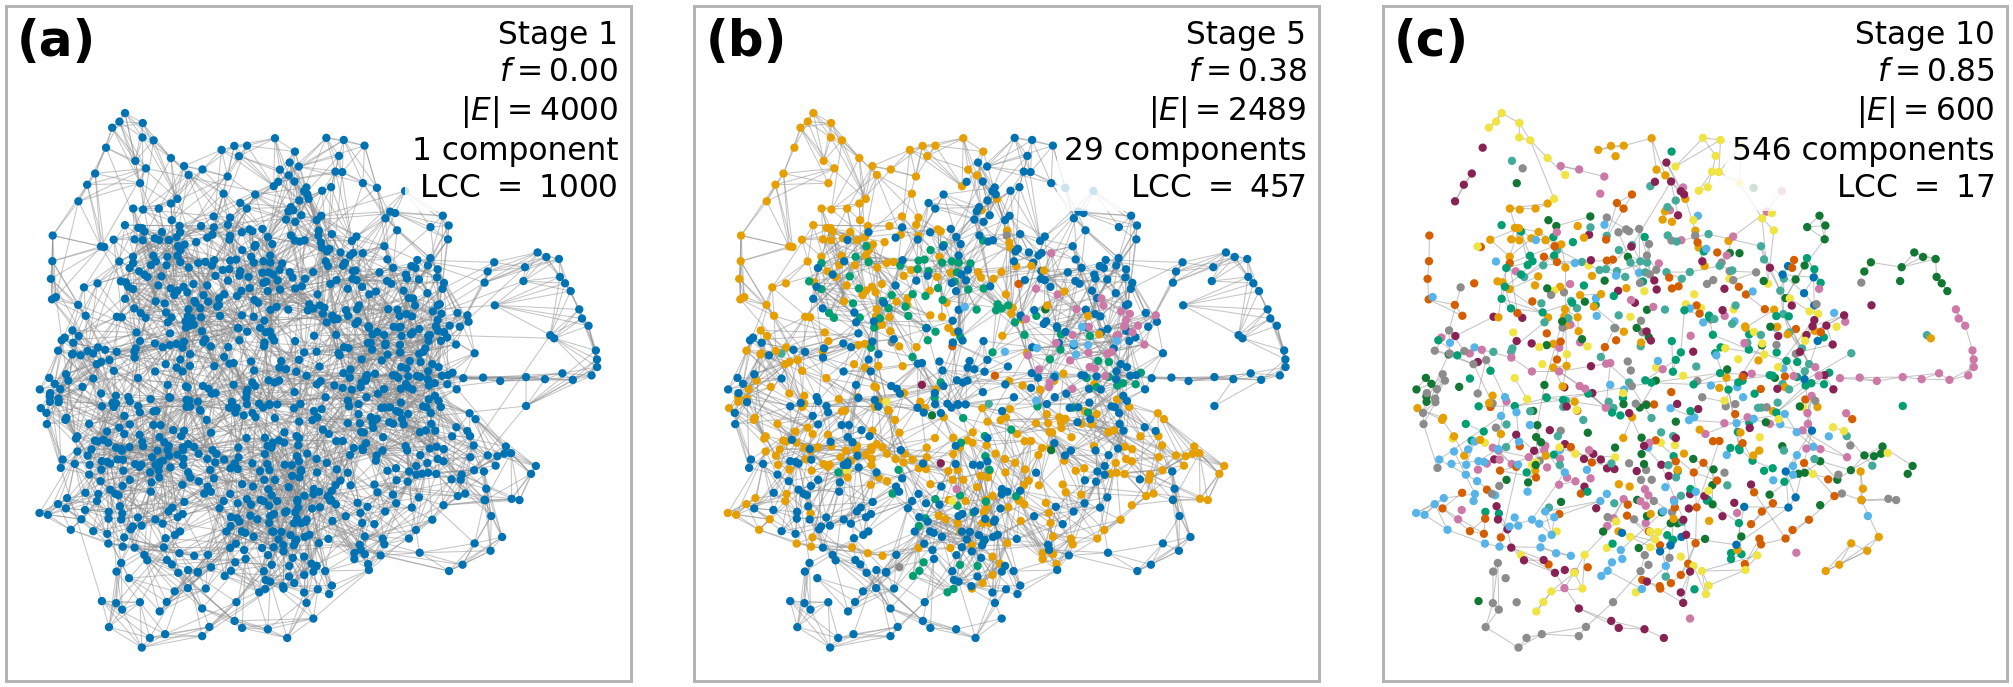 (a)
Stage 1
f = 0.00
|E| = 4000
1 component
LCC = 1000
(b)
Stage 5
f = 0.38
|E| = 2489
29 components
LCC = 457
(c)
Stage 10
f = 0.85
|E| = 600
546 components
LCC = 17